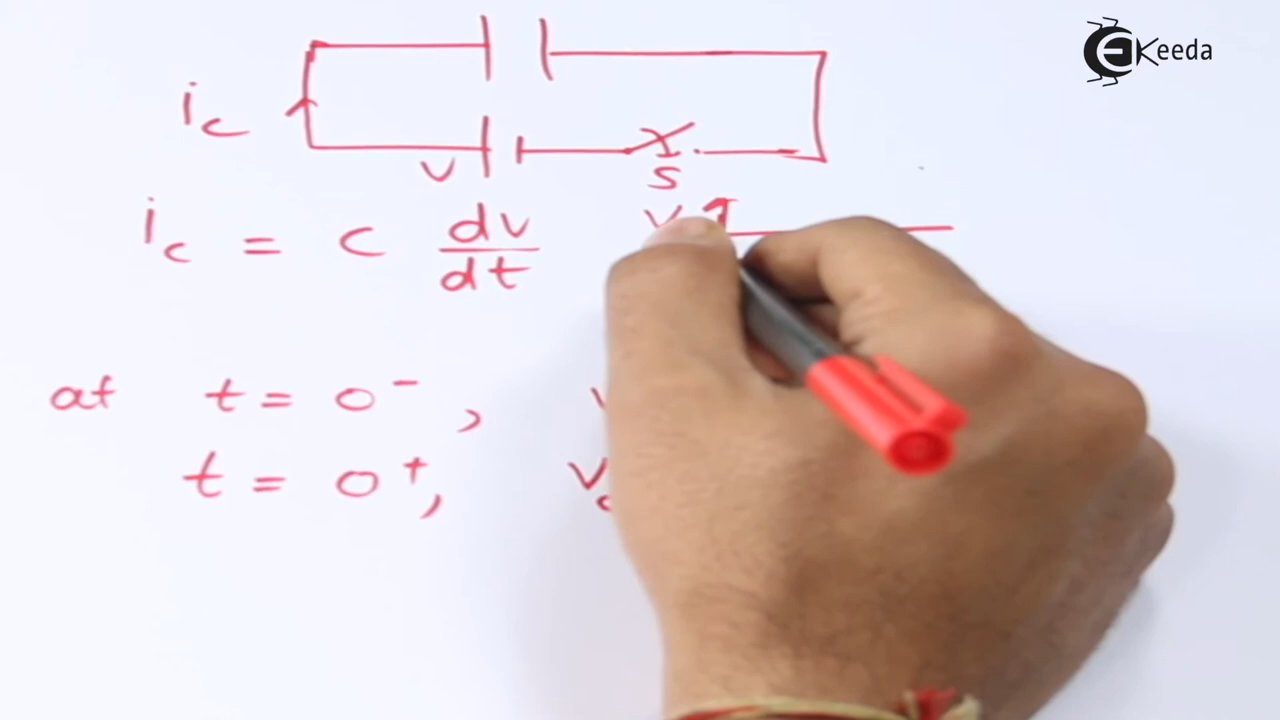 Keeda
i_c
V
S
i_c = C dv/dt
V
at t = 0⁻,
t = 0⁺, V